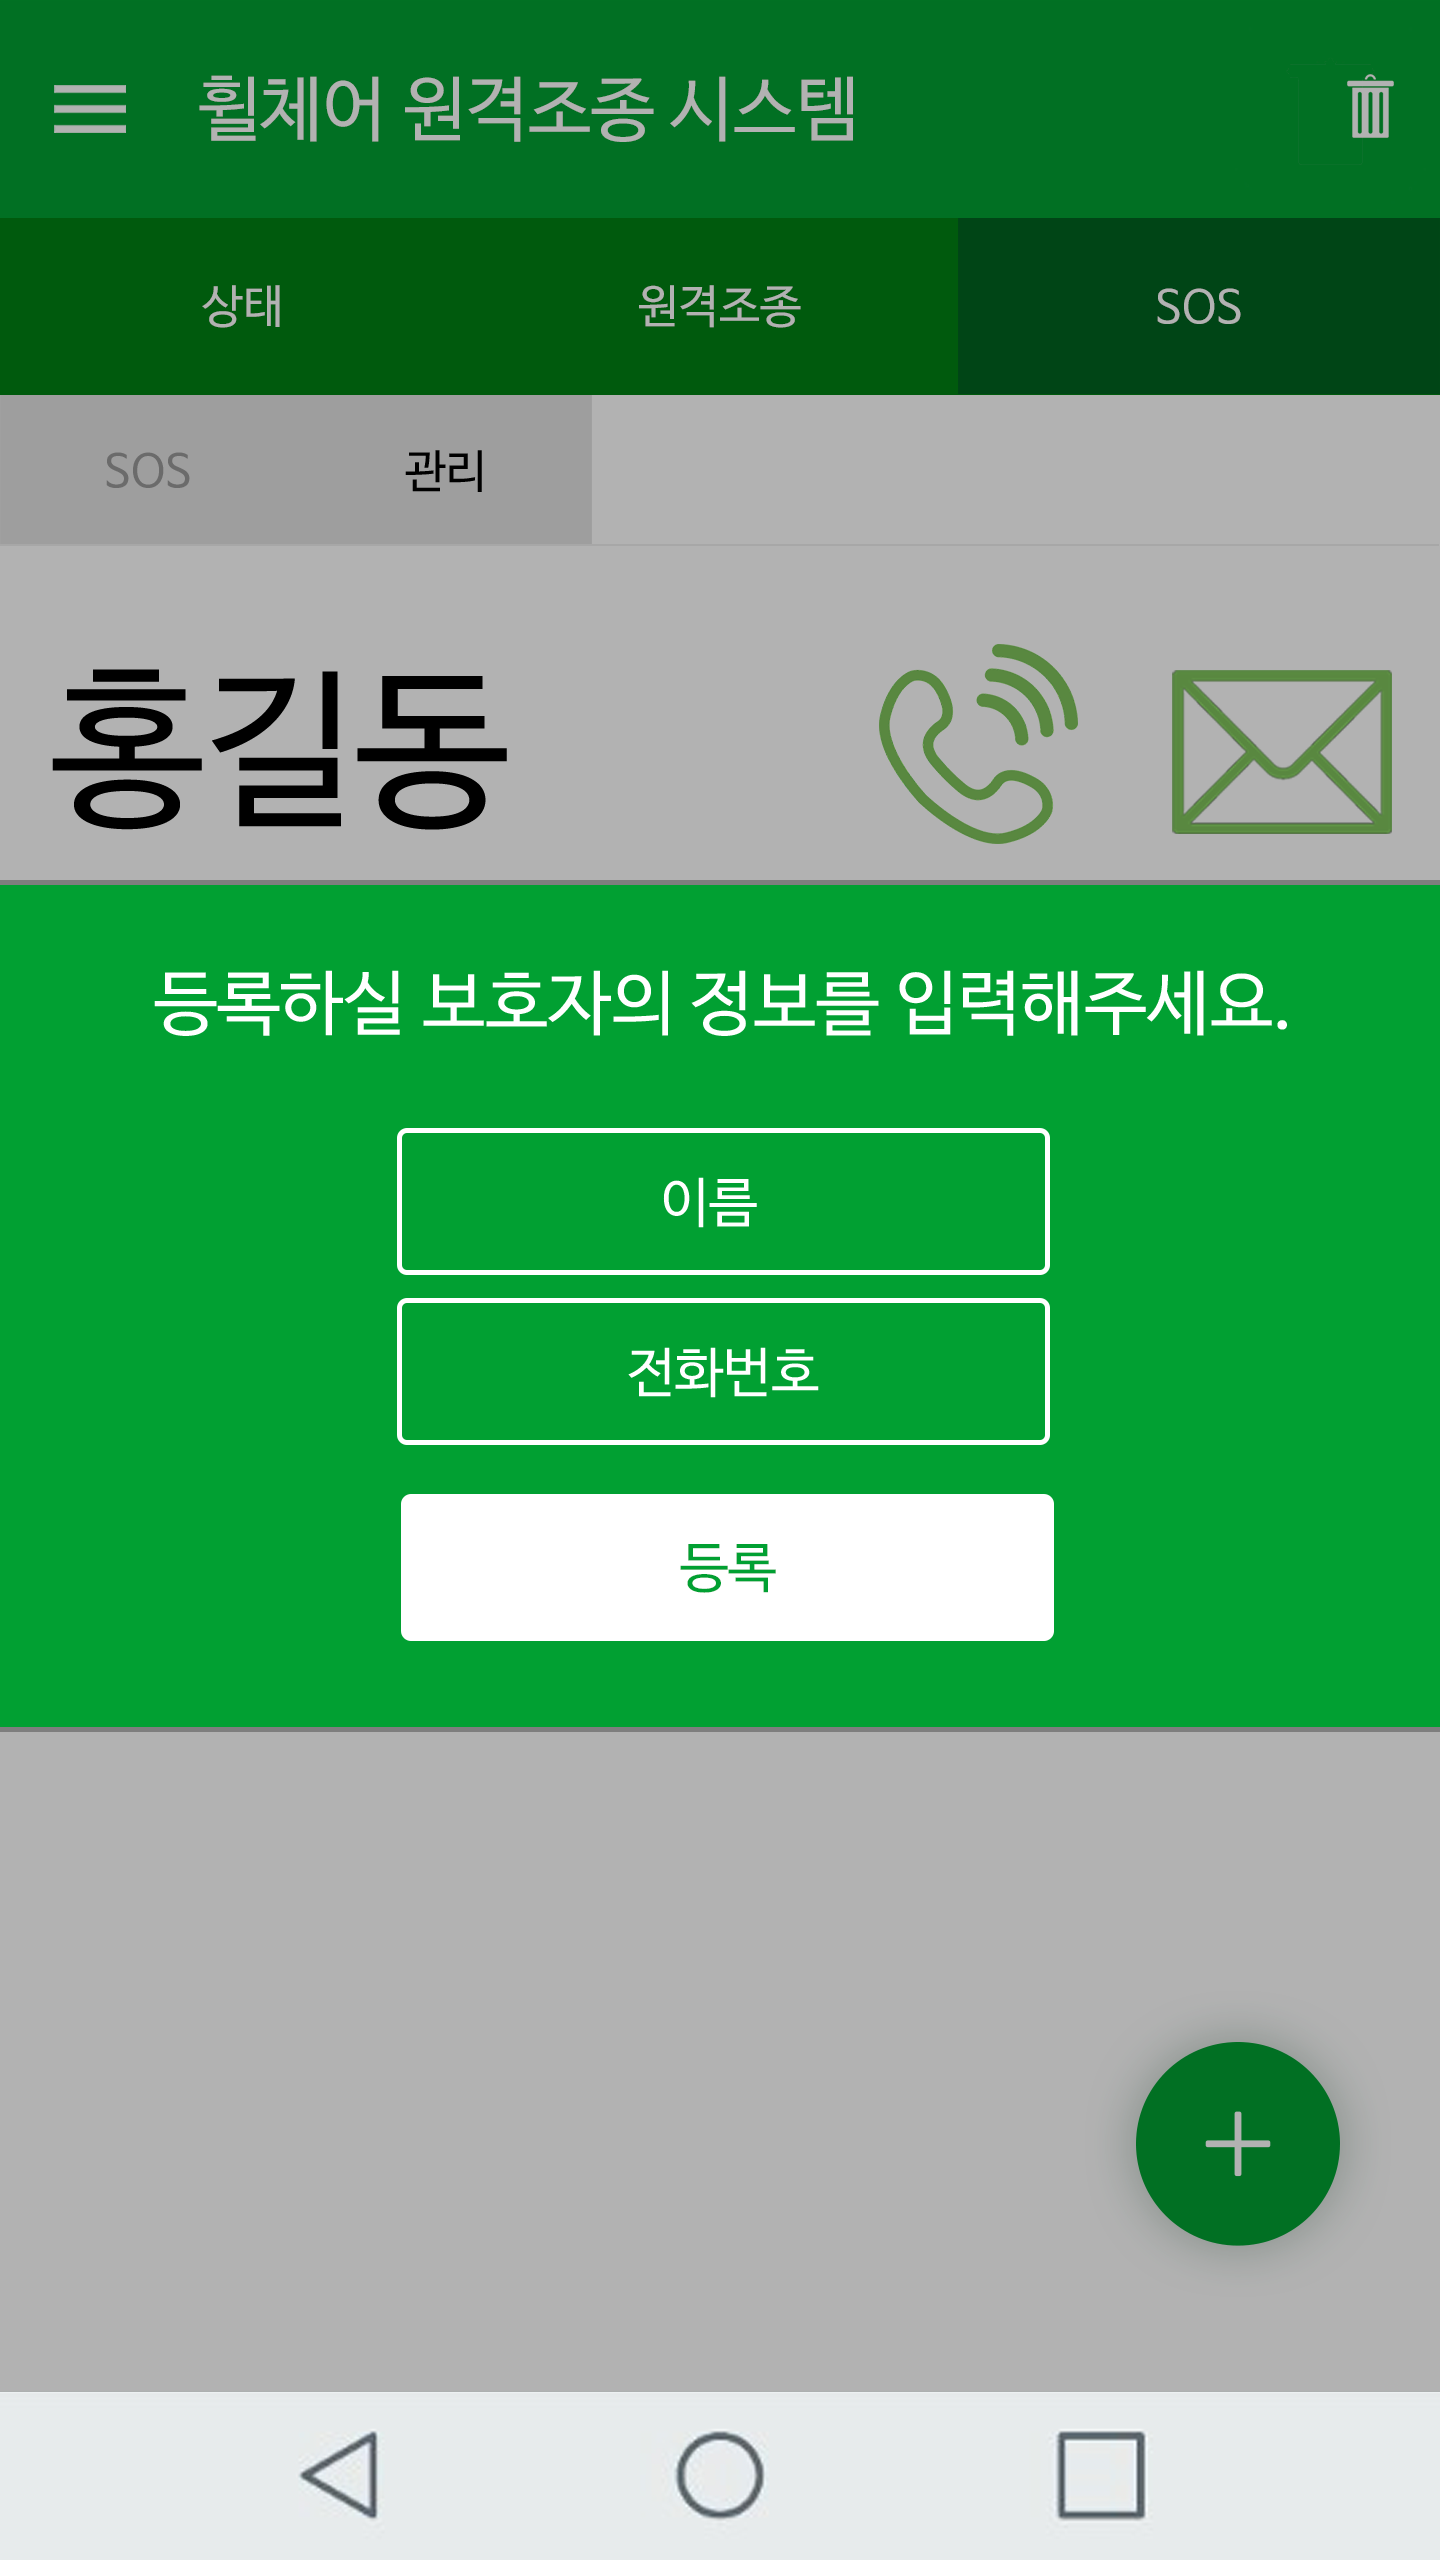 휠체어 원격조종 시스템
상태 원격조종 SOS
SOS 관리
홍길동
등록하실 보호자의 정보를 입력해주세요.
이름
전화번호
등록